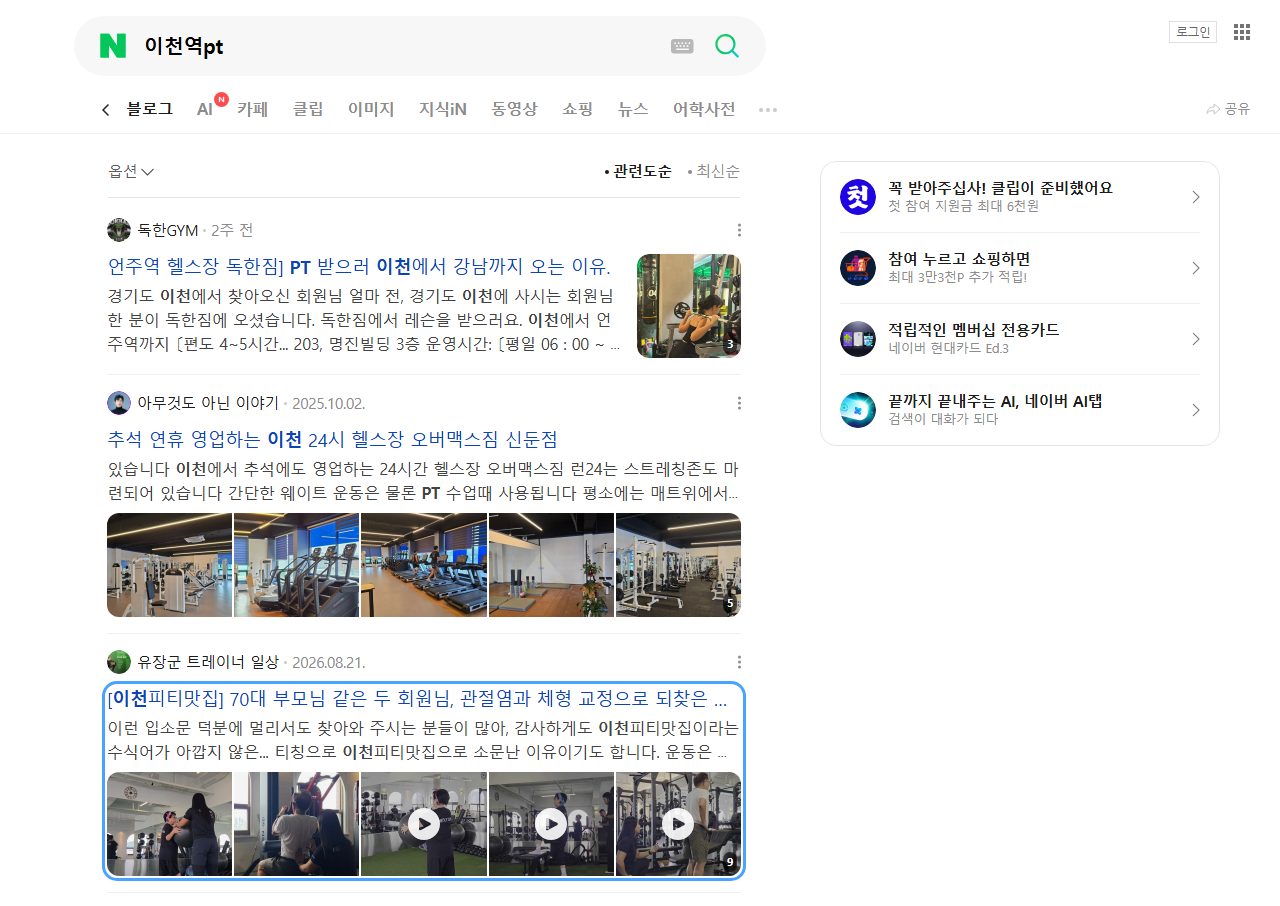 N 이천역pt
로그인
블로그 AI N 카페 클립 이미지 지식iN 동영상 쇼핑 뉴스 어학사전 ··· 공유
옵션 • 관련도순 • 최신순
독한GYM · 2주 전
언주역 헬스장 독한짐] PT 받으러 이천에서 강남까지 오는 이유.
경기도 이천에서 찾아오신 회원님 얼마 전, 경기도 이천에 사시는 회원님
한 분이 독한짐에 오셨습니다. 독한짐에서 레슨을 받으러요. 이천에서 언
주역까지 〔편도 4~5시간... 203, 명진빌딩 3층 운영시간: 〔평일 06 : 00 ~ ...
3
아무것도 아닌 이야기 · 2025.10.02.
추석 연휴 영업하는 이천 24시 헬스장 오버맥스짐 신둔점
있습니다 이천에서 추석에도 영업하는 24시간 헬스장 오버맥스짐 런24는 스트레칭존도 마
련되어 있습니다 간단한 웨이트 운동은 물론 PT 수업때 사용됩니다 평소에는 매트위에서...
5
유장군 트레이너 일상 · 2026.08.21.
[이천피티맛집] 70대 부모님 같은 두 회원님, 관절염과 체형 교정으로 되찾은 ...
이런 입소문 덕분에 멀리서도 찾아와 주시는 분들이 많아, 감사하게도 이천피티맛집이라는
수식어가 아깝지 않은... 티칭으로 이천피티맛집으로 소문난 이유이기도 합니다. 운동은 ...
9
첫
꼭 받아주십사! 클립이 준비했어요
첫 참여 지원금 최대 6천원
참여 누르고 쇼핑하면
최대 3만3천P 추가 적립!
적립적인 멤버십 전용카드
네이버 현대카드 Ed.3
끝까지 끝내주는 AI, 네이버 AI탭
검색이 대화가 되다